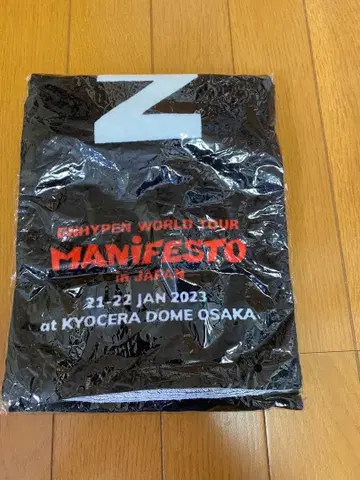 Z
ENHYPEN WORLD TOUR
MANiFESTO
in JAPAN
21-22 JAN 2023
at KYOCERA DOME OSAKA